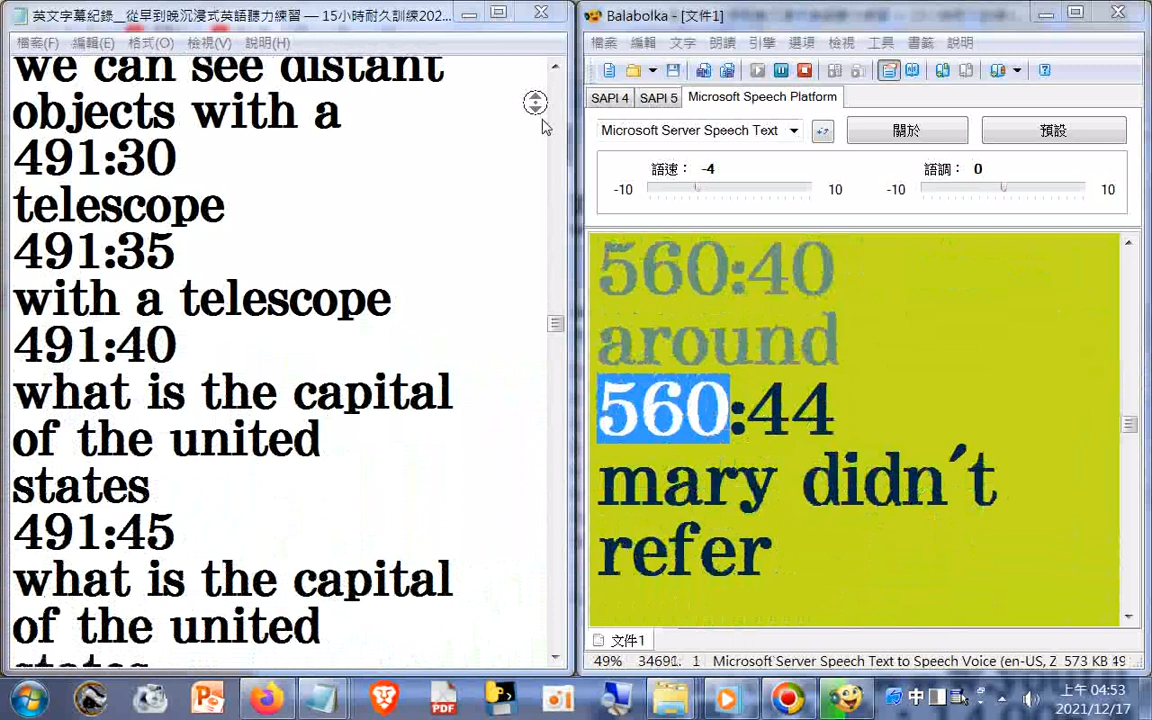 英文字幕紀錄__從早到晚沉浸式英語聽力練習 — 15小時耐久訓練202...
檔案(F) 編輯(E) 格式(O) 檢視(V) 說明(H)
we can see distant
objects with a
491:30
telescope
491:35
with a telescope
491:40
what is the capital
of the united
states
491:45
what is the capital
of the united
states
Balabolka - [文件1]
檔案 編輯 文字 朗讀 引擎 選項 檢視 工具 書籤 說明
SAPI 4 SAPI 5 Microsoft Speech Platform
Microsoft Server Speech Text 關於 預設
語速： -4 語調： 0
-10 10 -10 10
560:40
around
560:44
mary didn´t
refer
文件1
49% 34691. 1 Microsoft Server Speech Text to Speech Voice (en-US, Z 573 KB 49
PDF
中
上午 04:53
2021/12/17